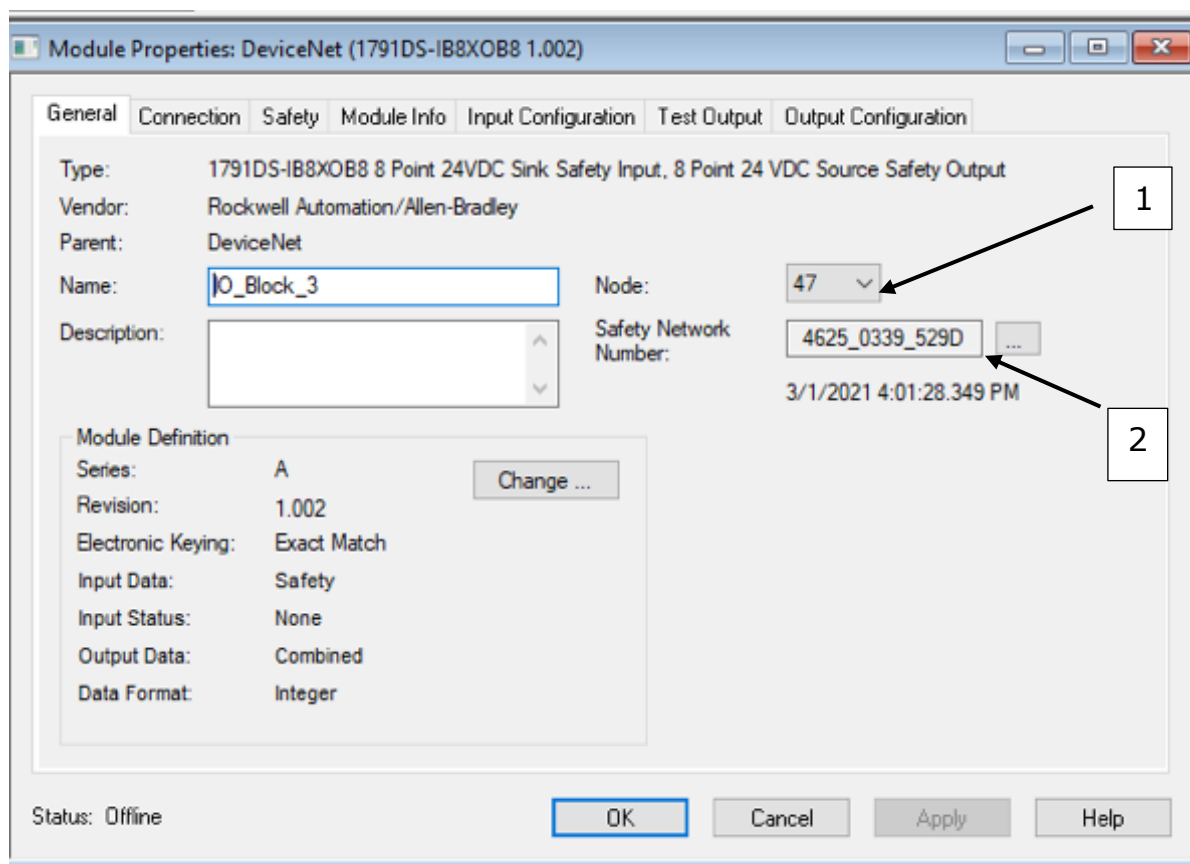 Module Properties: DeviceNet (1791DS-IB8XOB8 1.002)
General Connection Safety Module Info Input Configuration Test Output Output Configuration
Type: 1791DS-IB8XOB8 8 Point 24VDC Sink Safety Input, 8 Point 24 VDC Source Safety Output
Vendor: Rockwell Automation/Allen-Bradley
Parent: DeviceNet
Name: IO_Block_3
Node: 47
1
Description:
Safety Network
Number: 4625_0339_529D ...
3/1/2021 4:01:28.349 PM
2
Module Definition
Series: A
Change ...
Revision: 1.002
Electronic Keying: Exact Match
Input Data: Safety
Input Status: None
Output Data: Combined
Data Format: Integer
Status: Offline
OK Cancel Apply Help